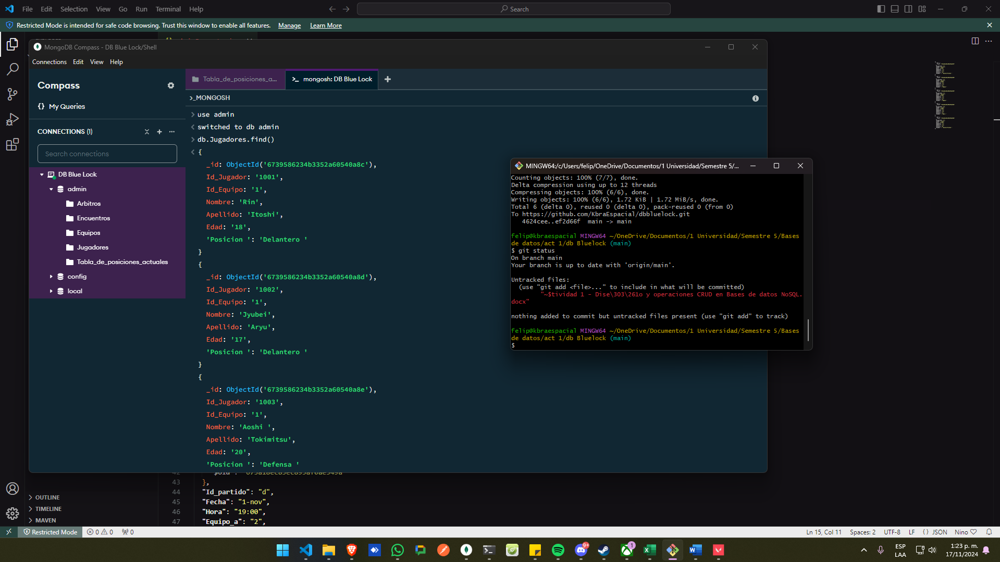 File Edit Selection View Go Run Terminal Help
Search
Restricted Mode is intended for safe code browsing. Trust this window to enable all features. Manage Learn More
MongoDB Compass - DB Blue Lock/Shell
Connections Edit View Help
Compass
{} My Queries
CONNECTIONS (1)
Search connections
DB Blue Lock
admin
Arbitros
Encuentros
Equipos
Jugadores
Tabla_de_posiciones_actuales
config
local
Tabla_de_posiciones_a...
mongosh: DB Blue Lock
>_MONGOSH
> use admin
< switched to db admin
> db.Jugadores.find()
< {
_id: ObjectId('6739586234b3352a60540a8c'),
Id_Jugador: '1001',
Id_Equipo: '1',
Nombre: 'Rin',
Apellido: 'Itoshi',
Edad: '18',
'Posicion ': 'Delantero '
}
{
_id: ObjectId('6739586234b3352a60540a8d'),
Id_Jugador: '1002',
Id_Equipo: '1',
Nombre: 'Jyubei',
Apellido: 'Aryu',
Edad: '17',
'Posicion ': 'Delantero '
}
{
_id: ObjectId('6739586234b3352a60540a8e'),
Id_Jugador: '1003',
Id_Equipo: '1',
Nombre: 'Aoshi ',
Apellido: 'Tokimitsu',
Edad: '20',
'Posicion ': 'Defensa '
MINGW64:/c/Users/felip/OneDrive/Documentos/1 Universidad/Semestre 5/...
Counting objects: 100% (7/7), done.
Delta compression using up to 12 threads
Compressing objects: 100% (6/6), done.
Writing objects: 100% (6/6), 1.72 KiB | 1.72 MiB/s, done.
Total 6 (delta 0), reused 0 (delta 0), pack-reused 0 (from 0)
To https://github.com/KbraEspacial/dbbluelock.git
4624cee..ef2d66f main -> main
felip@kbraespacial MINGW64 ~/OneDrive/Documentos/1 Universidad/Semestre 5/Bases
de datos/act 1/db Bluelock (main)
$ git status
On branch main
Your branch is up to date with 'origin/main'.
Untracked files:
(use "git add <file>..." to include in what will be committed)
"~$tividad 1 - Dise\303\261o y operaciones CRUD en Bases de datos NoSQL.
docx"
nothing added to commit but untracked files present (use "git add" to track)
felip@kbraespacial MINGW64 ~/OneDrive/Documentos/1 Universidad/Semestre 5/Bases
de datos/act 1/db Bluelock (main)
$
43 },
44 "Id_partido": "d",
45 "Fecha": "1-nov",
46 "Hora": "19:00",
47 "Equipo_a": "2",
OUTLINE
TIMELINE
MAVEN
Restricted Mode 0 0 0
Ln 15, Col 11 Spaces: 2 UTF-8 LF {} JSON Nino
9+
1
ESP
LAA
1:23 p. m.
17/11/2024